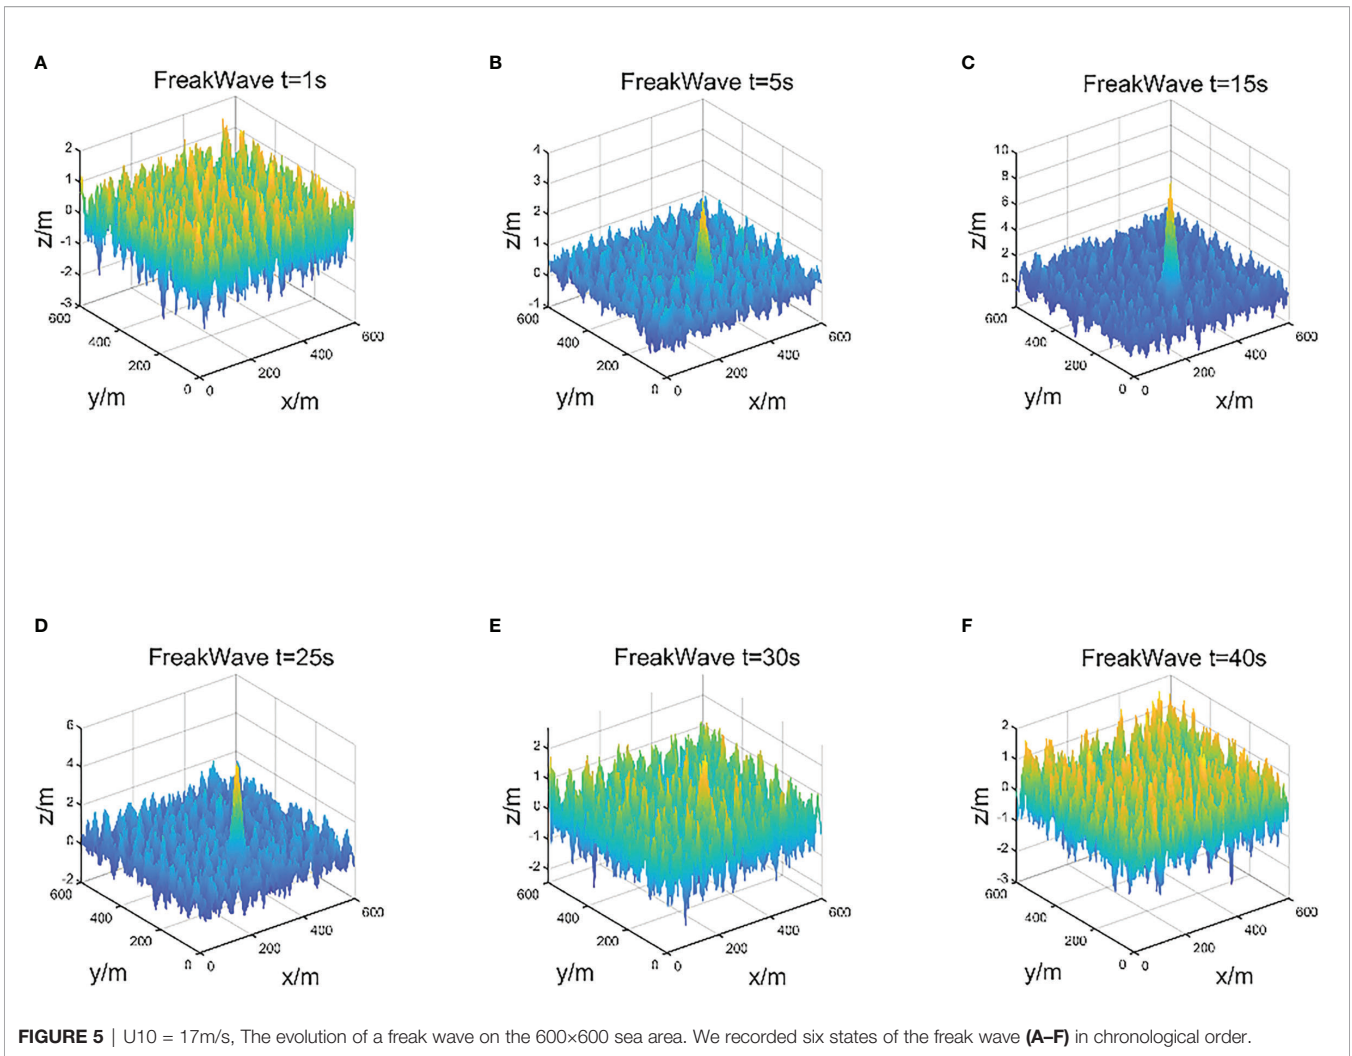 A
FreakWave t=1s
2
1
0
-1
-2
-3
z/m
600
400
200
0
y/m
0
200
400
600
x/m
B
FreakWave t=5s
4
3
2
1
0
-1
z/m
600
400
200
0
y/m
0
200
400
600
x/m
C
FreakWave t=15s
10
8
6
4
2
0
z/m
600
400
200
0
y/m
0
200
400
600
x/m
D
FreakWave t=25s
6
4
2
0
-2
z/m
600
400
200
0
y/m
0
200
400
600
x/m
E
FreakWave t=30s
2
1
0
-1
-2
z/m
600
400
200
0
y/m
0
200
400
600
x/m
F
FreakWave t=40s
2
1
0
-1
-2
-3
z/m
600
400
200
0
y/m
0
200
400
600
x/m
FIGURE 5 | U10 = 17m/s, The evolution of a freak wave on the 600×600 sea area. We recorded six states of the freak wave (A–F) in chronological order.